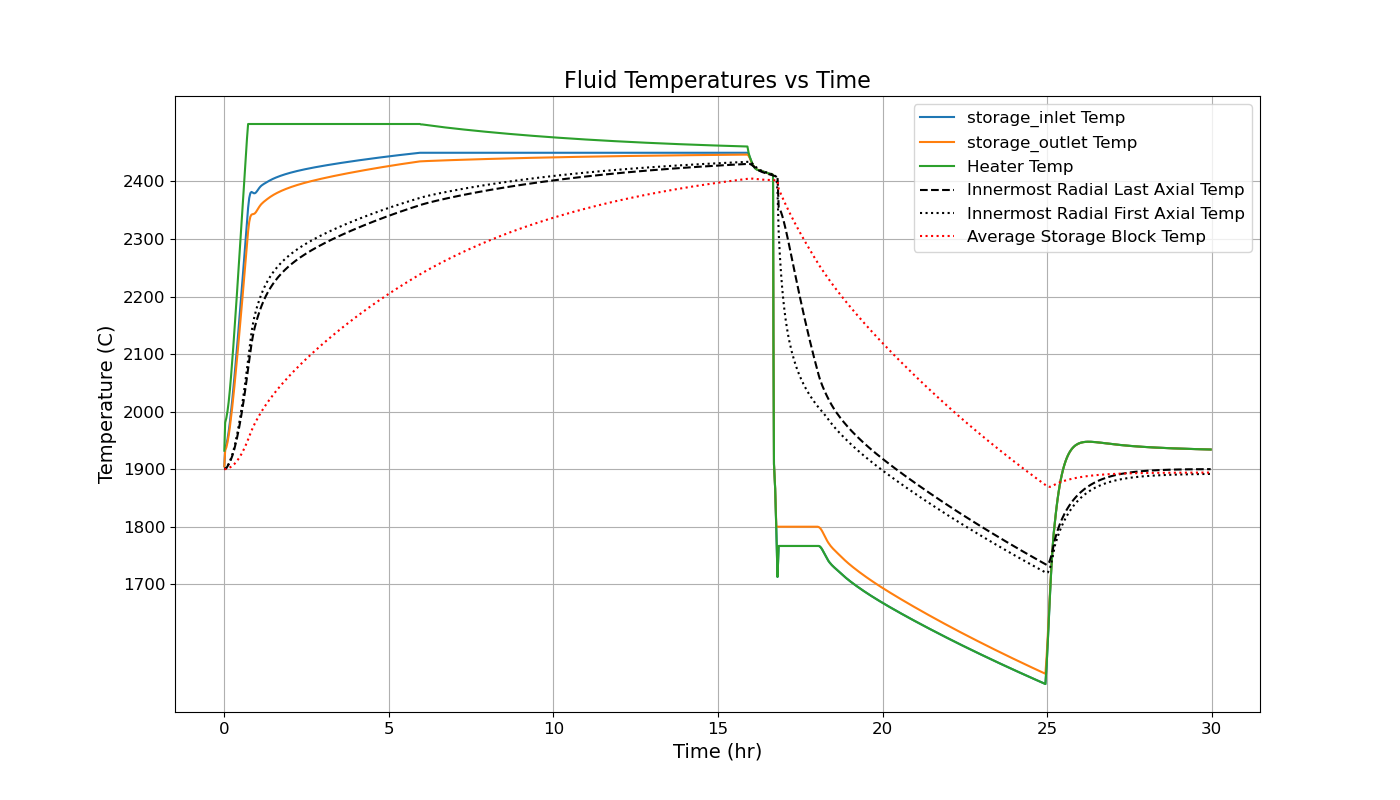 Fluid Temperatures vs Time
storage_inlet Temp
storage_outlet Temp
Heater Temp
Innermost Radial Last Axial Temp
Innermost Radial First Axial Temp
Average Storage Block Temp
Temperature (C)
2400
2300
2200
2100
2000
1900
1800
1700
0 5 10 15 20 25 30
Time (hr)